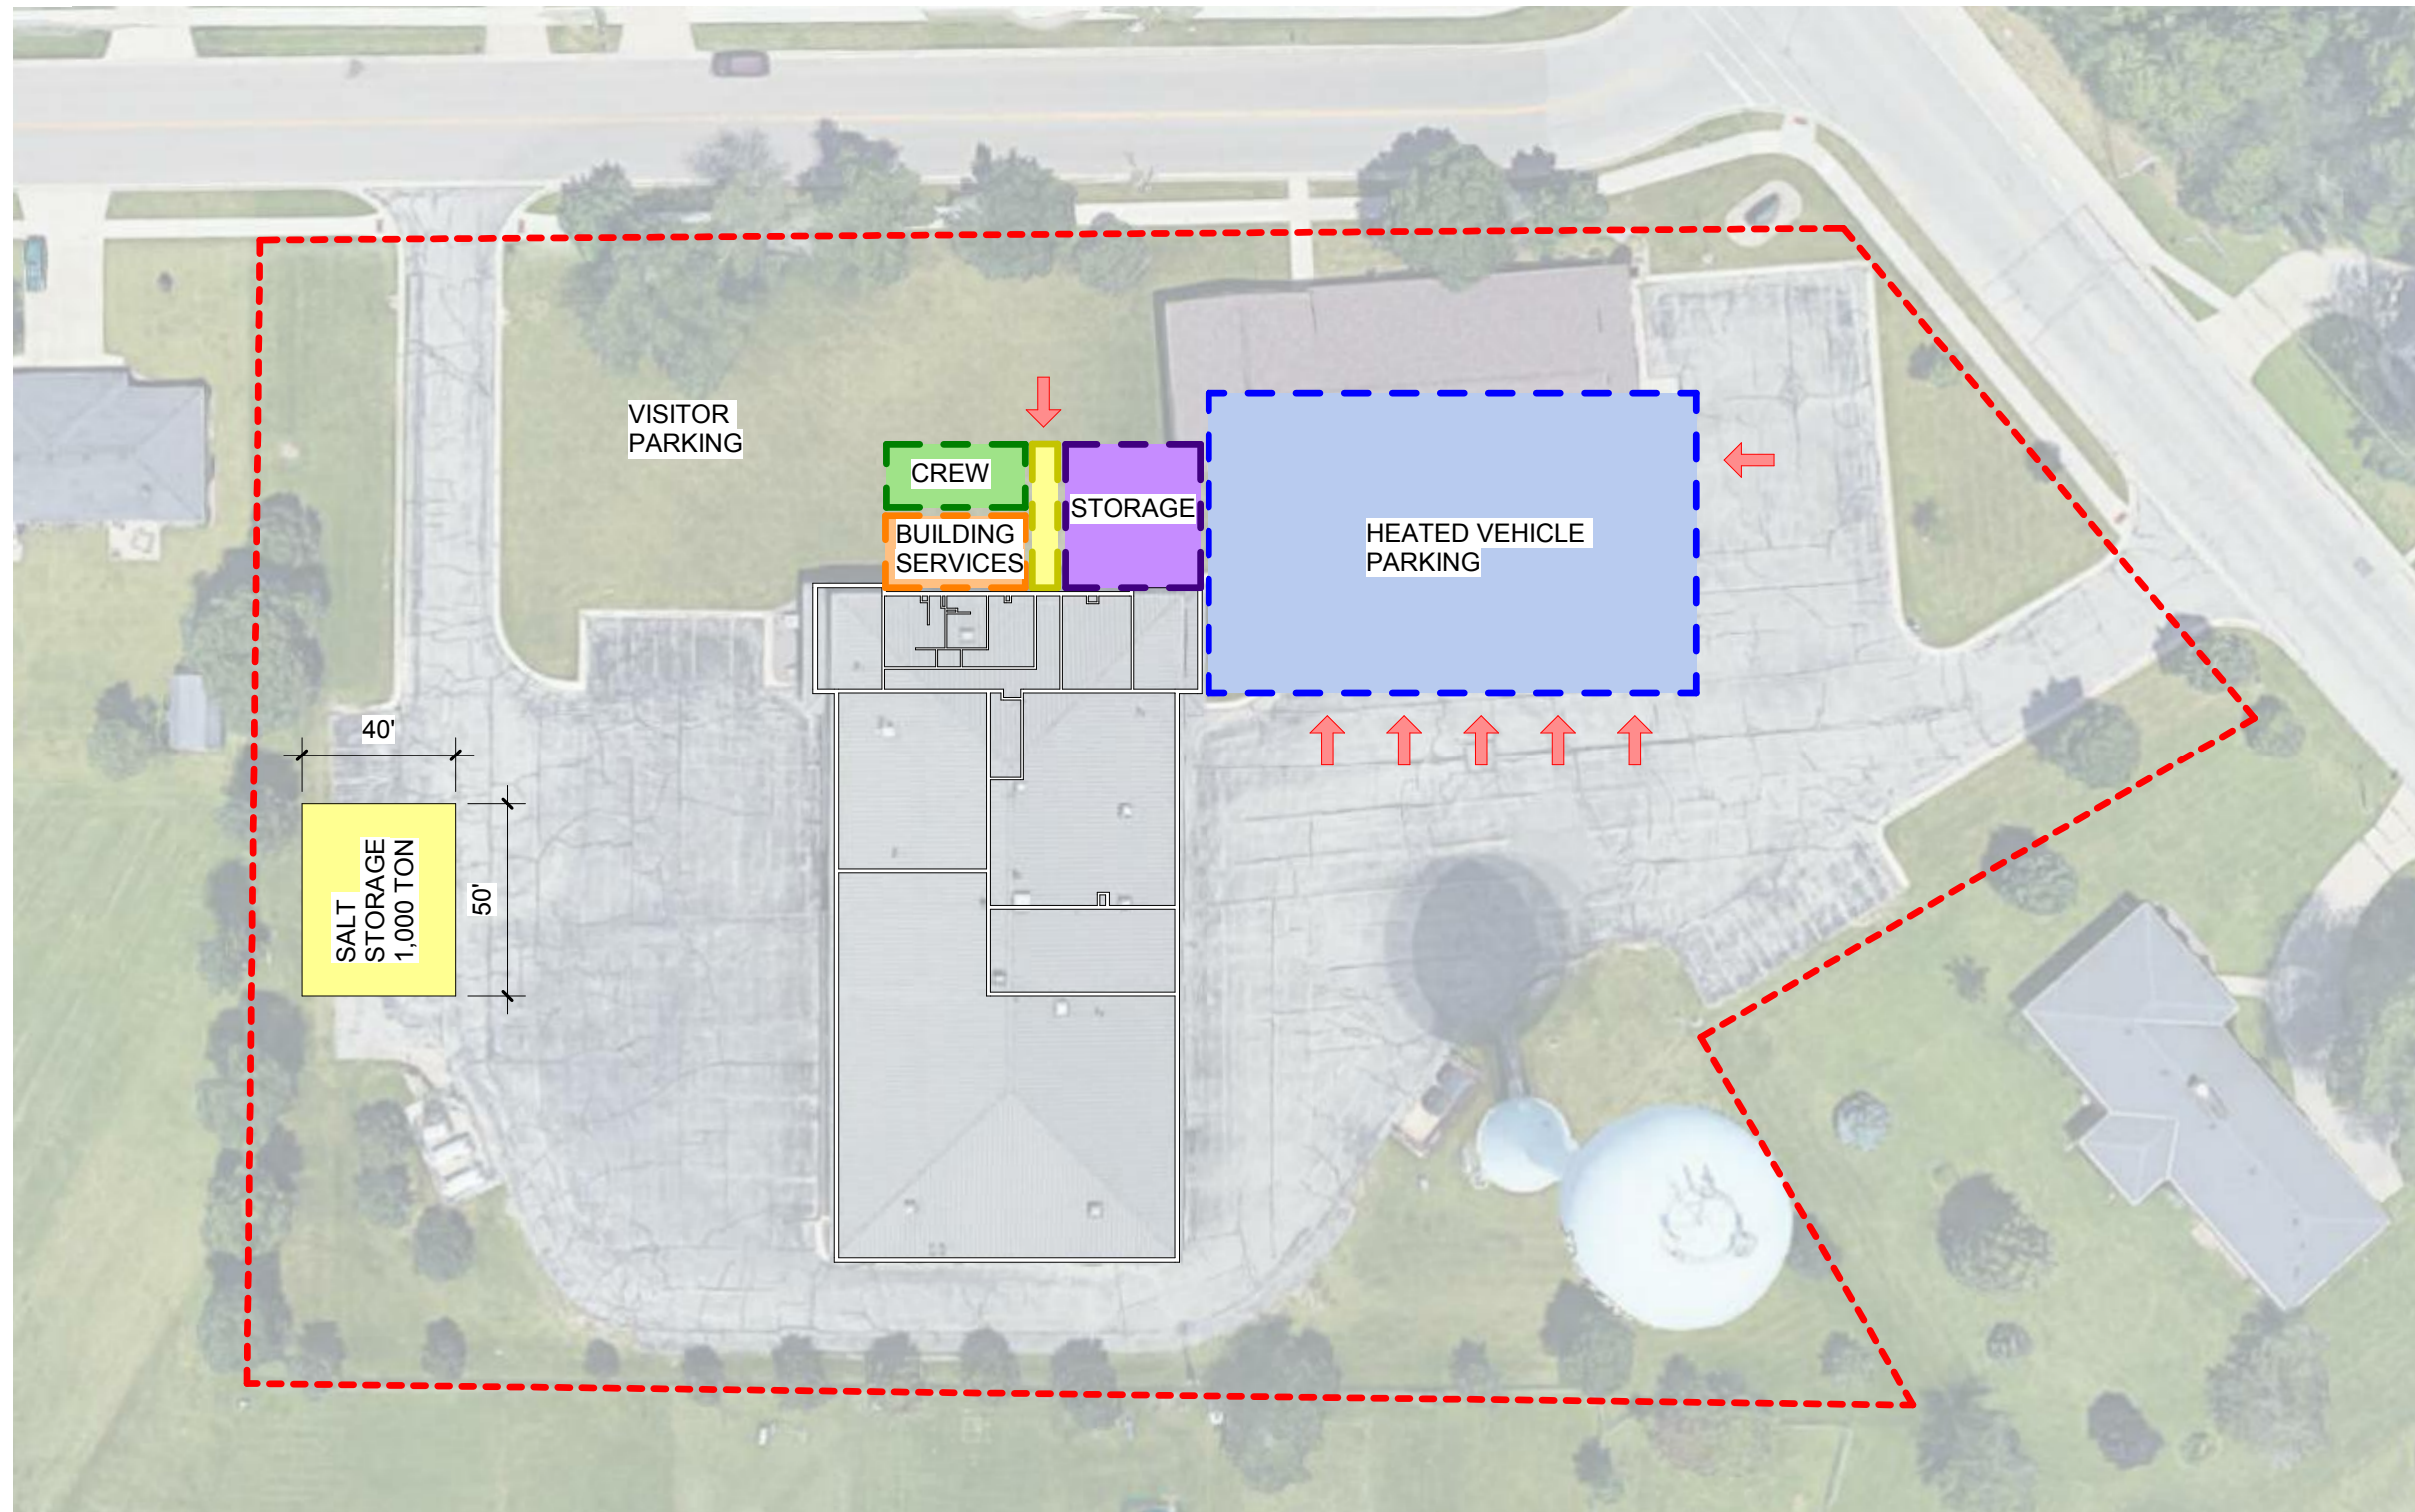 VISITOR
PARKING
CREW
BUILDING
SERVICES
STORAGE
HEATED VEHICLE
PARKING
40'
50'
SALT
STORAGE
1,000 TON